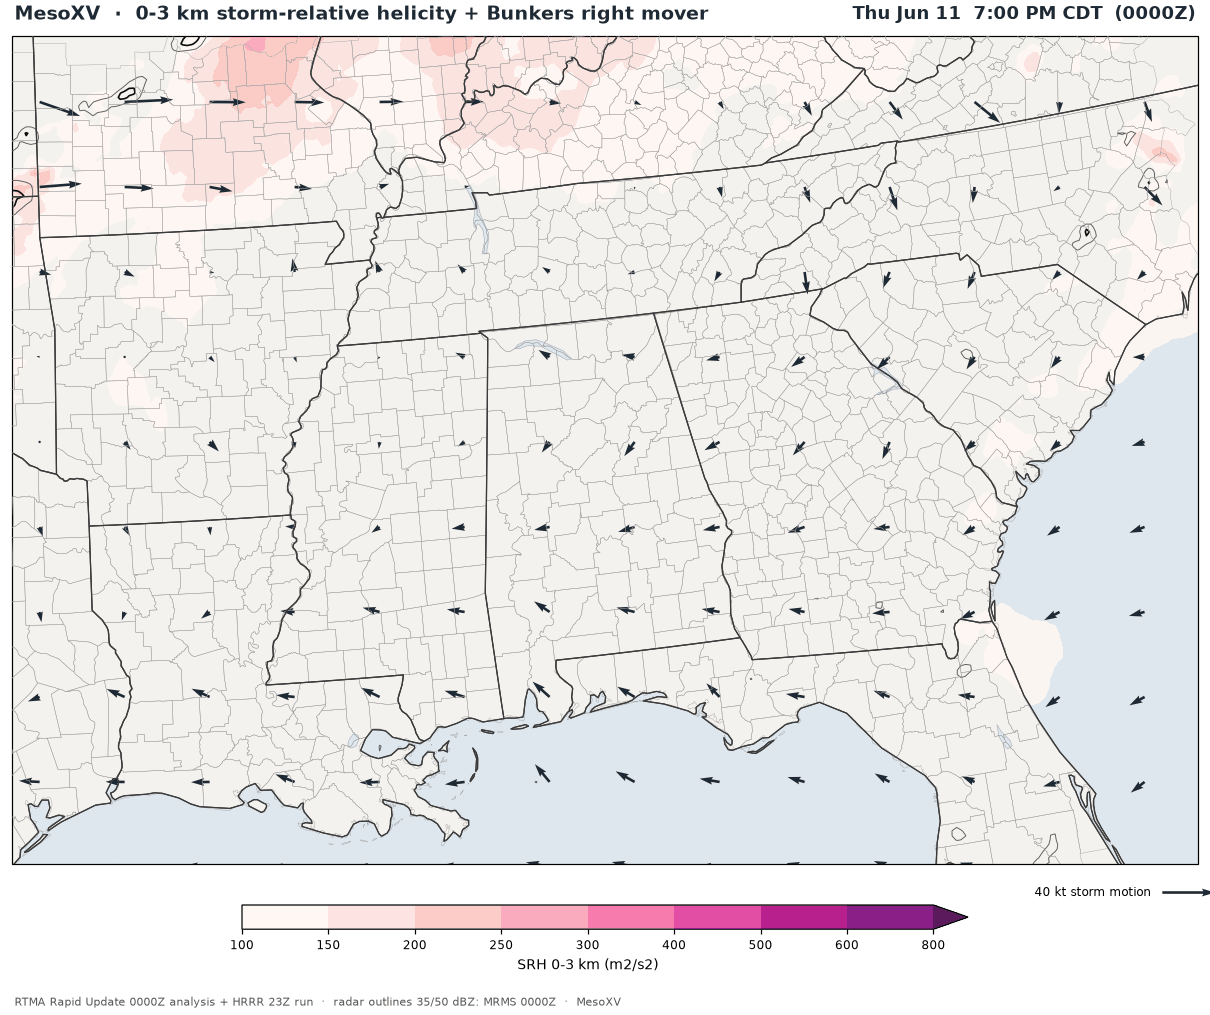 MesoXV · 0-3 km storm-relative helicity + Bunkers right mover
Thu Jun 11 7:00 PM CDT (0000Z)
40 kt storm motion
100 150 200 250 300 400 500 600 800
SRH 0-3 km (m2/s2)
RTMA Rapid Update 0000Z analysis + HRRR 23Z run · radar outlines 35/50 dBZ: MRMS 0000Z · MesoXV